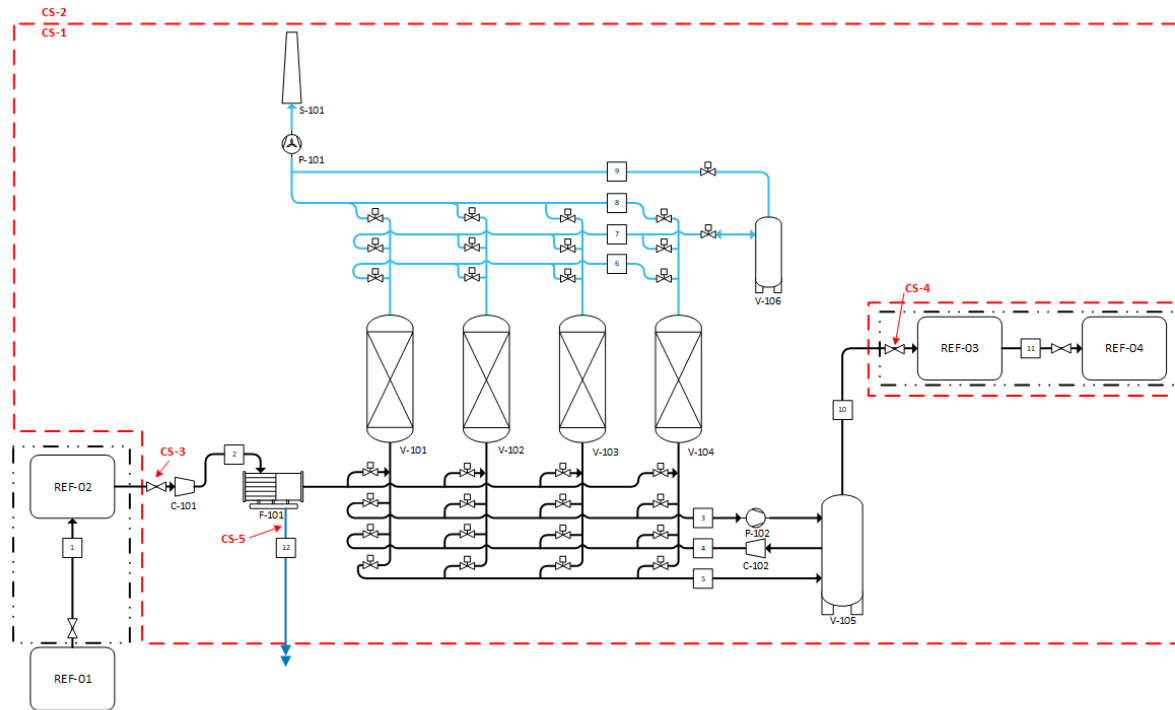 CS-2
CS-1
S-101
P-101
9
8
7
6
V-106
CS-4
REF-03
11
REF-04
10
V-101
V-102
V-103
V-104
CS-3
2
REF-02
C-101
F-101
CS-5
3
P-102
1
12
4
C-102
5
V-105
REF-01